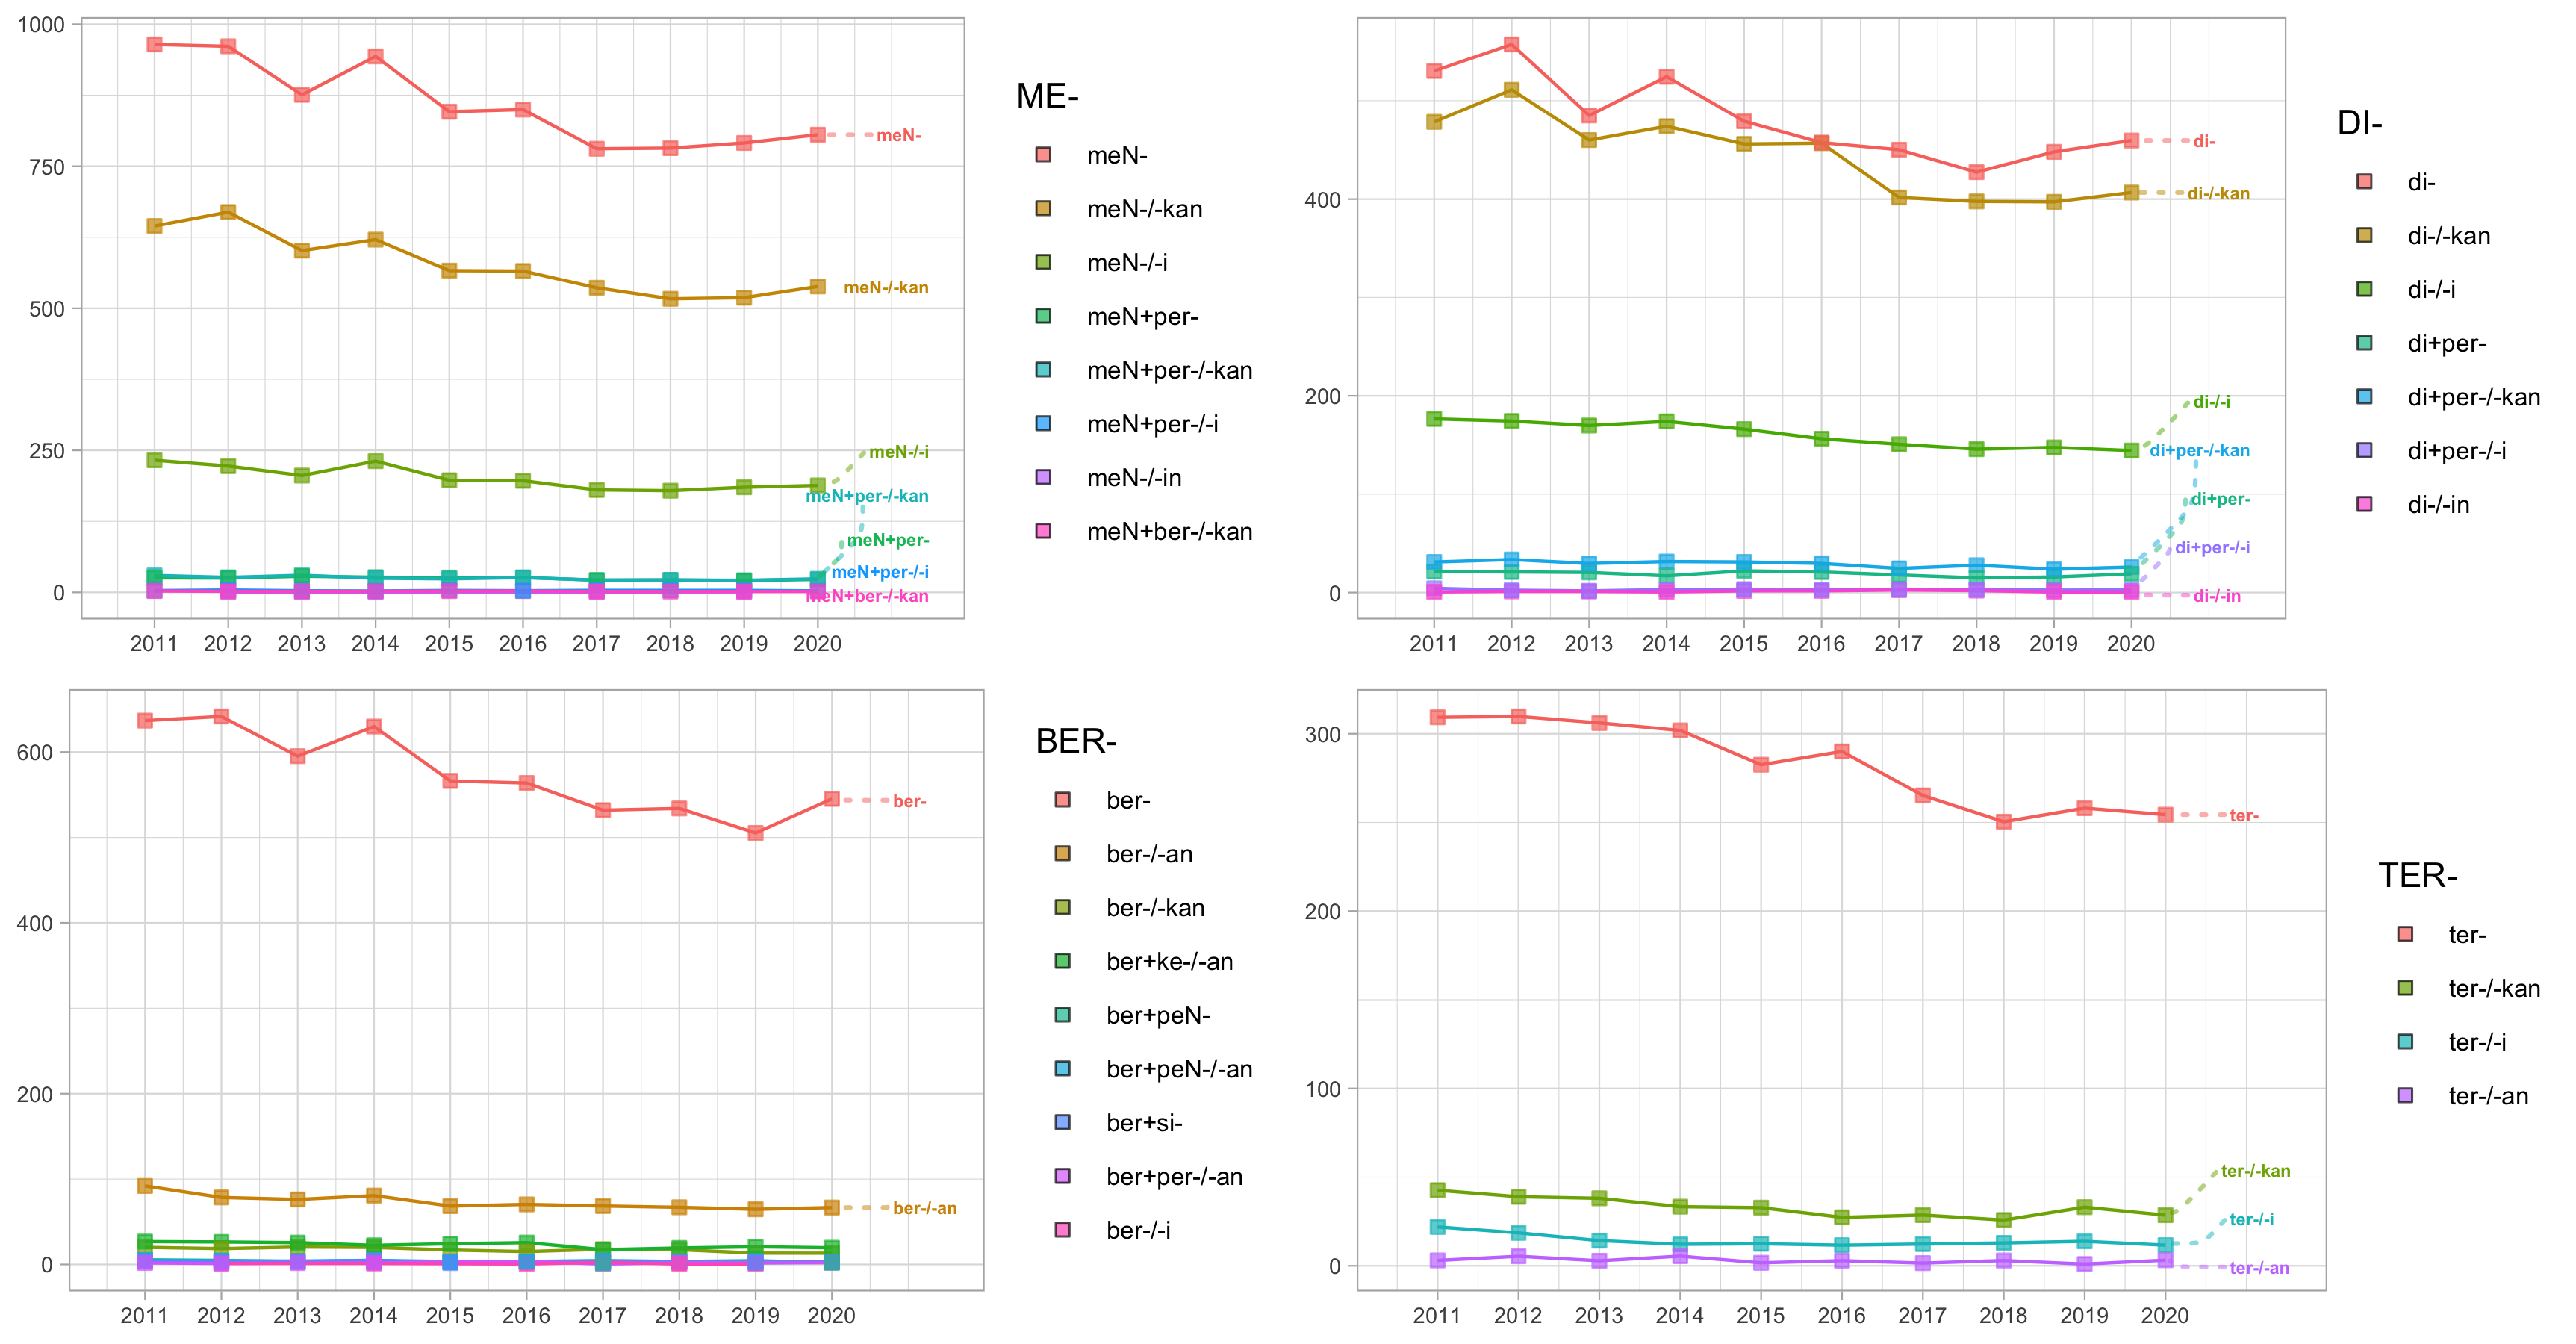 1000
750
500
250
0
2011 2012 2013 2014 2015 2016 2017 2018 2019 2020
meN-
meN-/-kan
meN-/-i
meN+per-/-kan
meN+per-
meN+per-/-i
meN+ber-/-kan
ME-
meN-
meN-/-kan
meN-/-i
meN+per-
meN+per-/-kan
meN+per-/-i
meN-/-in
meN+ber-/-kan
400
200
0
2011 2012 2013 2014 2015 2016 2017 2018 2019 2020
di-
di-/-kan
di-/-i
di+per-/-kan
di+per-
di+per-/-i
di-/-in
DI-
di-
di-/-kan
di-/-i
di+per-
di+per-/-kan
di+per-/-i
di-/-in
600
400
200
0
2011 2012 2013 2014 2015 2016 2017 2018 2019 2020
ber-
ber-/-an
BER-
ber-
ber-/-an
ber-/-kan
ber+ke-/-an
ber+peN-
ber+peN-/-an
ber+si-
ber+per-/-an
ber-/-i
300
200
100
0
2011 2012 2013 2014 2015 2016 2017 2018 2019 2020
ter-
ter-/-kan
ter-/-i
ter-/-an
TER-
ter-
ter-/-kan
ter-/-i
ter-/-an